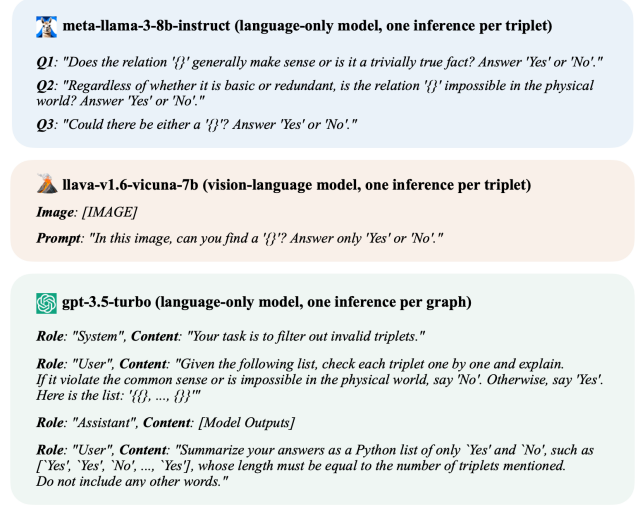 meta-llama-3-8b-instruct (language-only model, one inference per triplet)
Q1: "Does the relation '{}' generally make sense or is it a trivially true fact? Answer 'Yes' or 'No'."
Q2: "Regardless of whether it is basic or redundant, is the relation '{}' impossible in the physical
world? Answer 'Yes' or 'No'."
Q3: "Could there be either a '{}'? Answer 'Yes' or 'No'."
llava-v1.6-vicuna-7b (vision-language model, one inference per triplet)
Image: [IMAGE]
Prompt: "In this image, can you find a '{}'? Answer only 'Yes' or 'No'."
gpt-3.5-turbo (language-only model, one inference per graph)
Role: "System", Content: "Your task is to filter out invalid triplets."
Role: "User", Content: "Given the following list, check each triplet one by one and explain.
If it violate the common sense or is impossible in the physical world, say 'No'. Otherwise, say 'Yes'.
Here is the list: '{{}, ..., {}}'"
Role: "Assistant", Content: [Model Outputs]
Role: "User", Content: "Summarize your answers as a Python list of only `Yes' and `No', such as
[`Yes', `Yes', `No', ..., `Yes'], whose length must be equal to the number of triplets mentioned.
Do not include any other words."